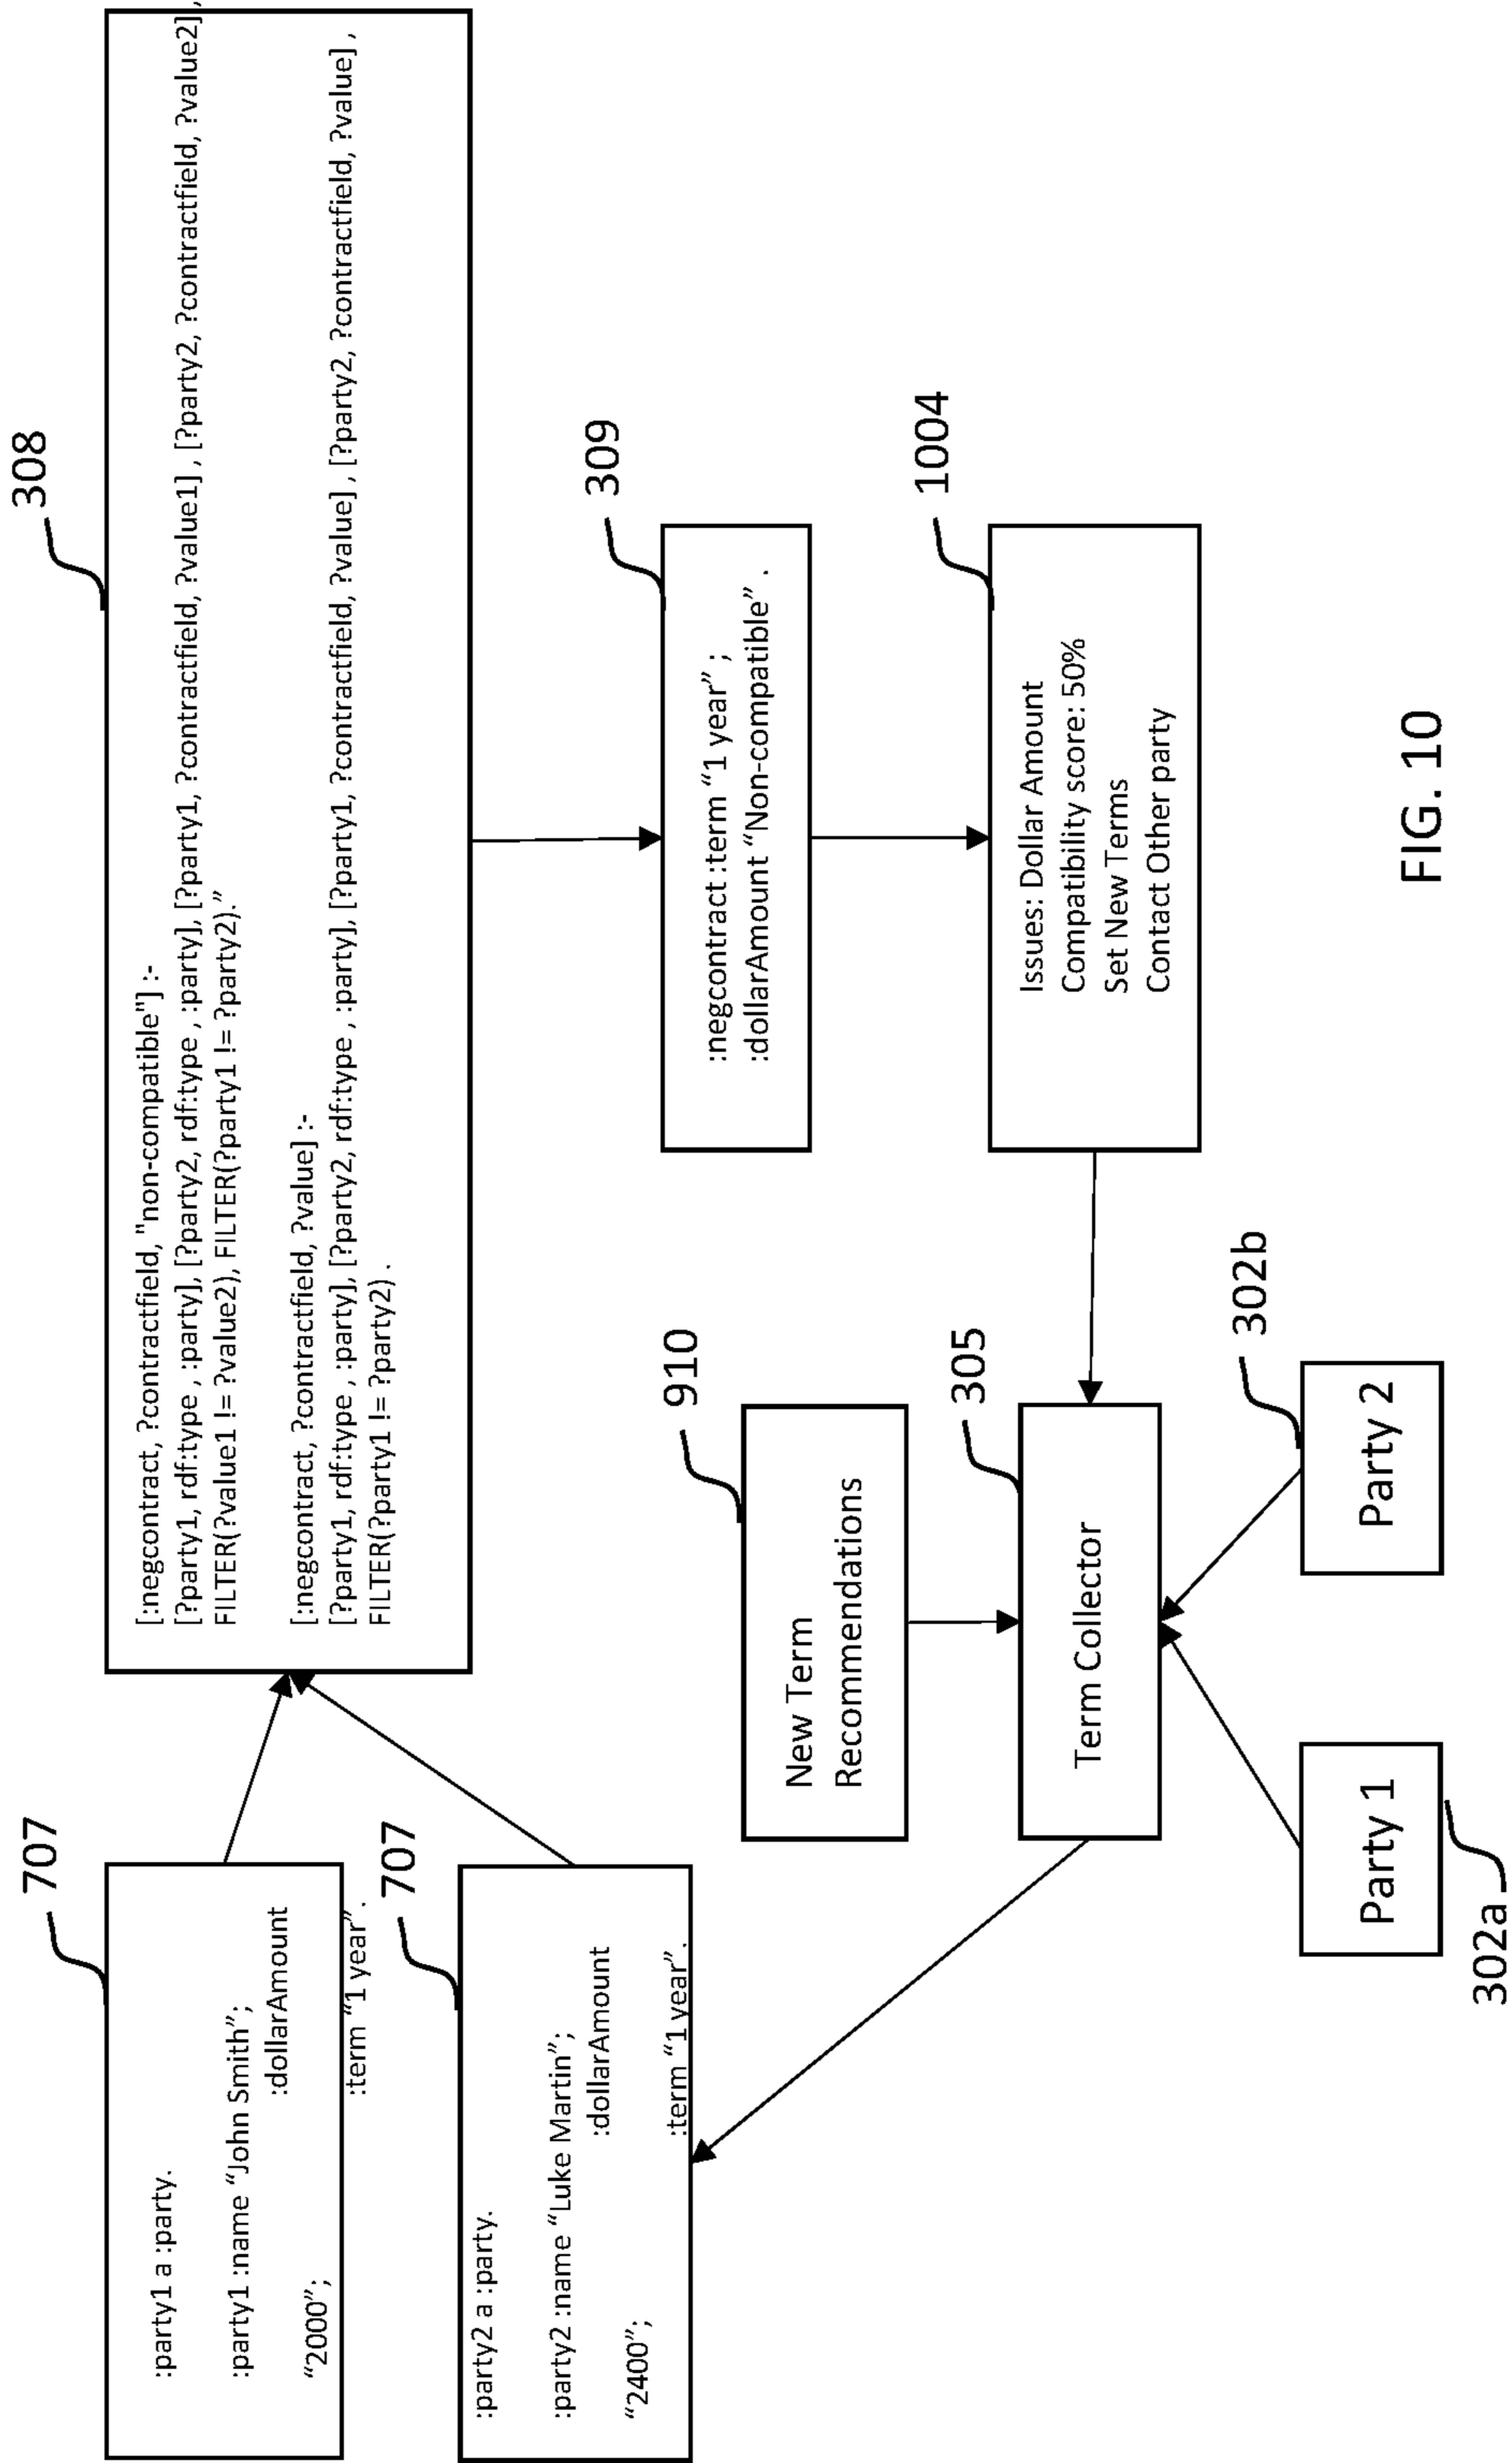 707
:party1 a :party.
:party1 :name “John Smith”;
:dollarAmount
“2000”;
:term “1 year”.
707
:party2 a :party.
:party2 :name “Luke Martin”;
:dollarAmount
“2400”;
:term “1 year”.
308
[:negcontract, ?contractfield, "non-compatible"] :-
[?party1, rdf:type , :party], [?party2, rdf:type , :party], [?party1, ?contractfield, ?value1] , [?party2, ?contractfield, ?value2],
FILTER(?value1 != ?value2), FILTER(?party1 != ?party2).”
[:negcontract, ?contractfield, ?value] :-
[?party1, rdf:type , :party], [?party2, rdf:type , :party], [?party1, ?contractfield, ?value] , [?party2, ?contractfield, ?value] ,
FILTER(?party1 != ?party2) .
309
:negcontract :term “1 year” ;
:dollarAmount “Non-compatible” .
1004
Issues: Dollar Amount
Compatibility score: 50%
Set New Terms
Contact Other party
910
New Term
Recommendations
305
Term Collector
302a
Party 1
302b
Party 2
FIG. 10